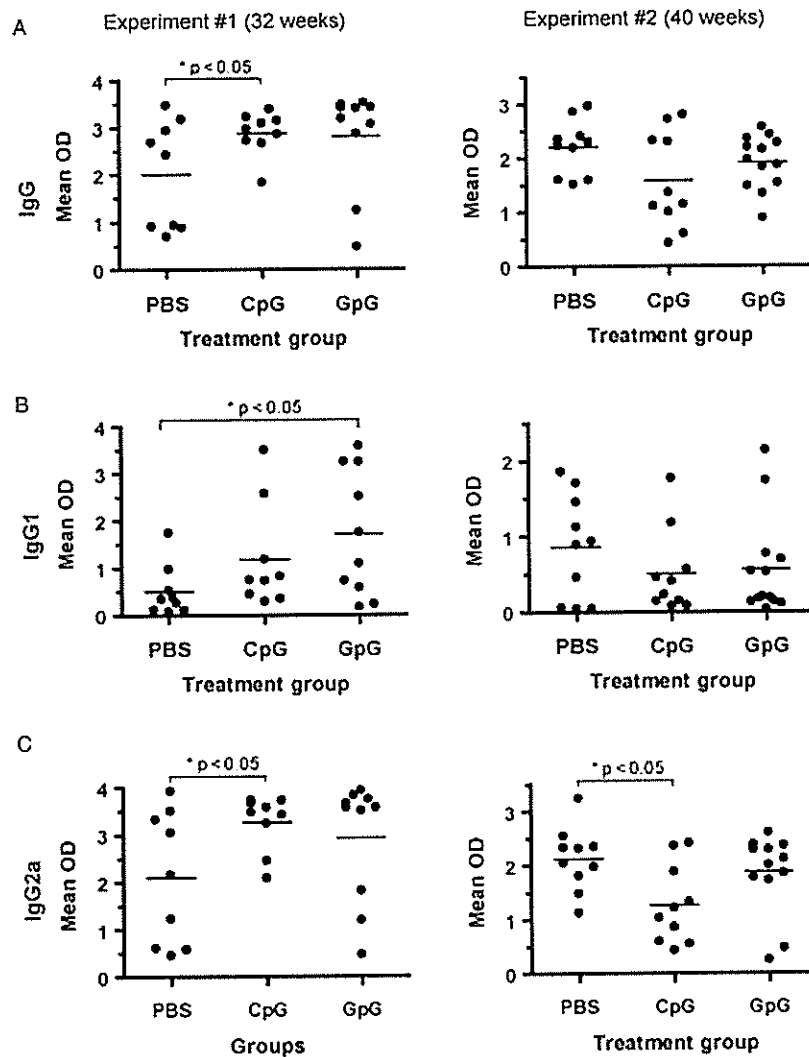 Experiment #1 (32 weeks)
Experiment #2 (40 weeks)
A
* p < 0.05
IgG
Mean OD
4
3
2
1
0
PBS CpG GpG
Treatment group
Mean OD
3
2
1
0
PBS CpG GpG
Treatment group
B
* p < 0.05
IgG1
Mean OD
4
3
2
1
0
PBS CpG GpG
Treatment group
Mean OD
2
1
0
PBS CpG GpG
Treatment group
C
* p < 0.05
IgG2a
Mean OD
4
3
2
1
0
PBS CpG GpG
Groups
* p < 0.05
Mean OD
3
2
1
0
PBS CpG GpG
Treatment group